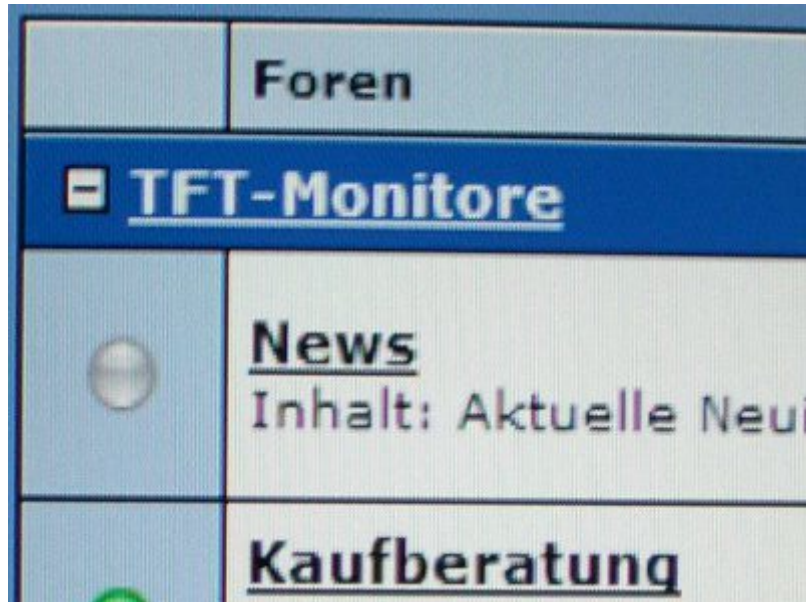 Foren
TFT-Monitore
News
Inhalt: Aktuelle
Kaufberatung